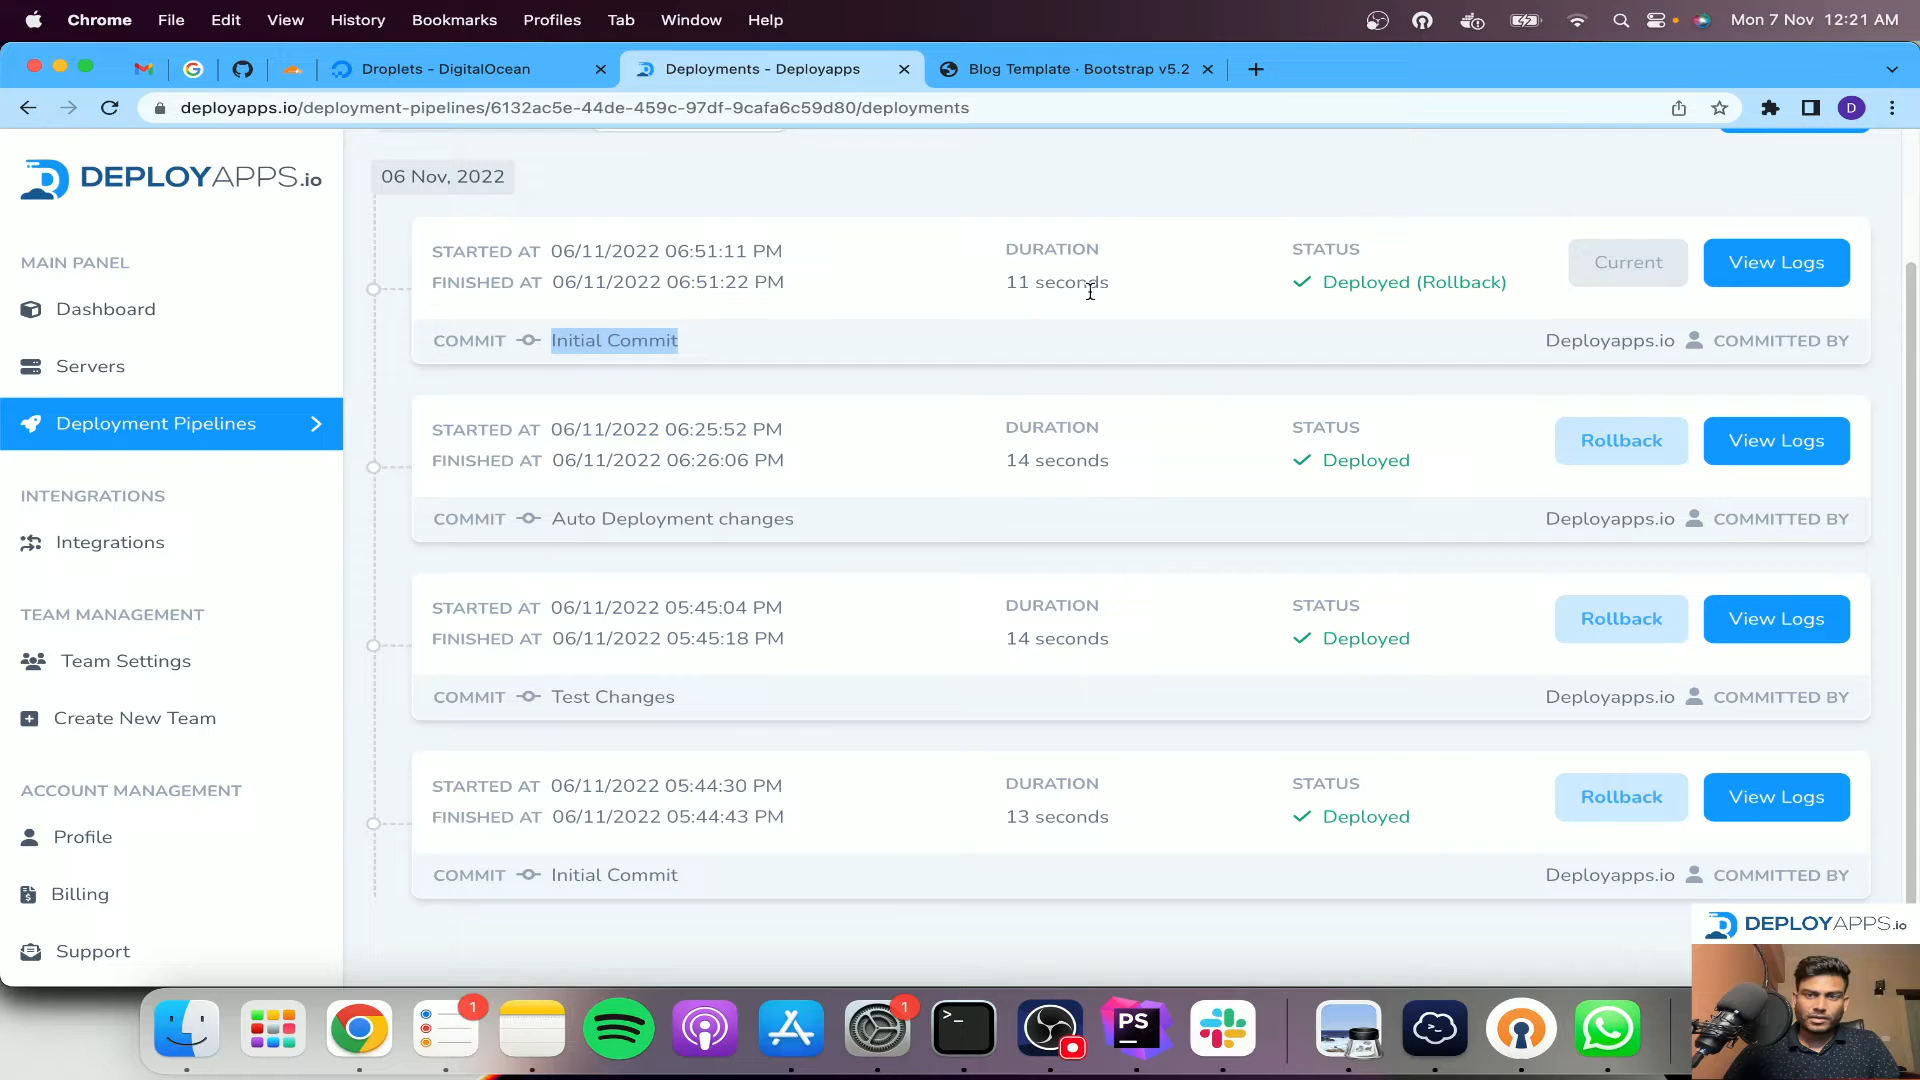 Chrome File Edit View History Bookmarks Profiles Tab Window Help Mon 7 Nov 12:21 AM
Droplets - DigitalOcean Deployments - Deployapps Blog Template · Bootstrap v5.2
deployapps.io/deployment-pipelines/6132ac5e-44de-459c-97df-9cafa6c59d80/deployments D
DEPLOYAPPS.io
MAIN PANEL
Dashboard
Servers
Deployment Pipelines
INTENGRATIONS
Integrations
TEAM MANAGEMENT
Team Settings
Create New Team
ACCOUNT MANAGEMENT
Profile
Billing
Support
06 Nov, 2022
STARTED AT 06/11/2022 06:51:11 PM DURATION STATUS Current View Logs
FINISHED AT 06/11/2022 06:51:22 PM 11 seconds Deployed (Rollback)
COMMIT Initial Commit Deployapps.io COMMITTED BY
STARTED AT 06/11/2022 06:25:52 PM DURATION STATUS Rollback View Logs
FINISHED AT 06/11/2022 06:26:06 PM 14 seconds Deployed
COMMIT Auto Deployment changes Deployapps.io COMMITTED BY
STARTED AT 06/11/2022 05:45:04 PM DURATION STATUS Rollback View Logs
FINISHED AT 06/11/2022 05:45:18 PM 14 seconds Deployed
COMMIT Test Changes Deployapps.io COMMITTED BY
STARTED AT 06/11/2022 05:44:30 PM DURATION STATUS Rollback View Logs
FINISHED AT 06/11/2022 05:44:43 PM 13 seconds Deployed
COMMIT Initial Commit Deployapps.io COMMITTED BY
DEPLOYAPPS.io
1 1 PS